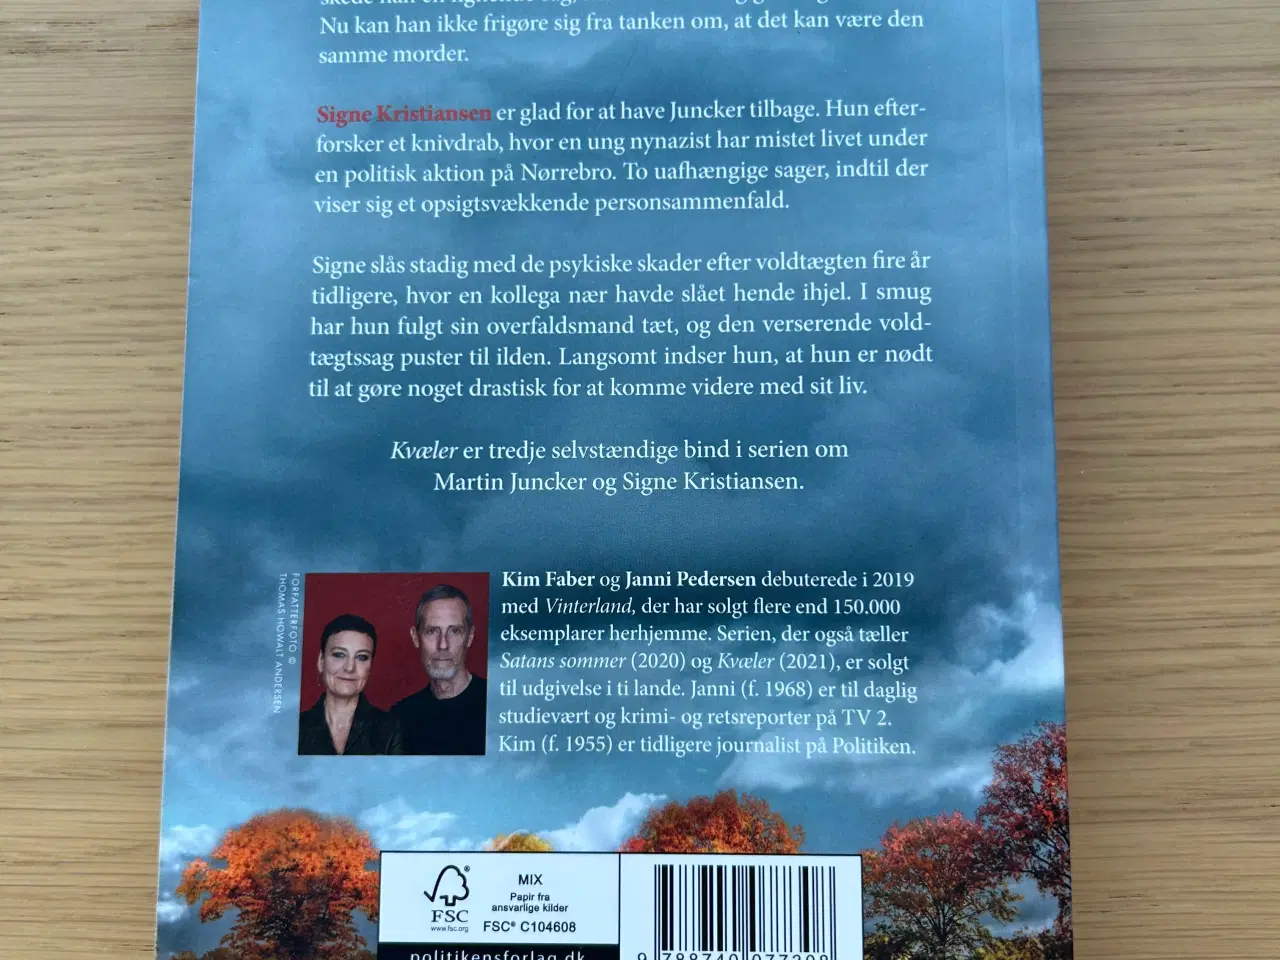 Nu kan han ikke frigøre sig fra tanken om, at det kan være den
samme morder.
Signe Kristiansen er glad for at have Juncker tilbage. Hun efter-
forsker et knivdrab, hvor en ung nynazist har mistet livet under
en politisk aktion på Nørrebro. To uafhængige sager, indtil der
viser sig et opsigtsvækkende personsammenfald.
Signe slås stadig med de psykiske skader efter voldtægten fire år
tidligere, hvor en kollega nær havde slået hende ihjel. I smug
har hun fulgt sin overfaldsmand tæt, og den verserende vold-
tægtssag puster til ilden. Langsomt indser hun, at hun er nødt
til at gøre noget drastisk for at komme videre med sit liv.
Kvæler er tredje selvstændige bind i serien om
Martin Juncker og Signe Kristiansen.
FORFATTERFOTO ©
THOMAS HOWALT ANDERSEN
Kim Faber og Janni Pedersen debuterede i 2019
med Vinterland, der har solgt flere end 150.000
eksemplarer herhjemme. Serien, der også tæller
Satans sommer (2020) og Kvæler (2021), er solgt
til udgivelse i ti lande. Janni (f. 1968) er til daglig
studievært og krimi- og retsreporter på TV 2.
Kim (f. 1955) er tidligere journalist på Politiken.
FSC
www.fsc.org
MIX
Papir fra
ansvarlige kilder
FSC® C104608
politikensforlag.dk
9 788740 077308